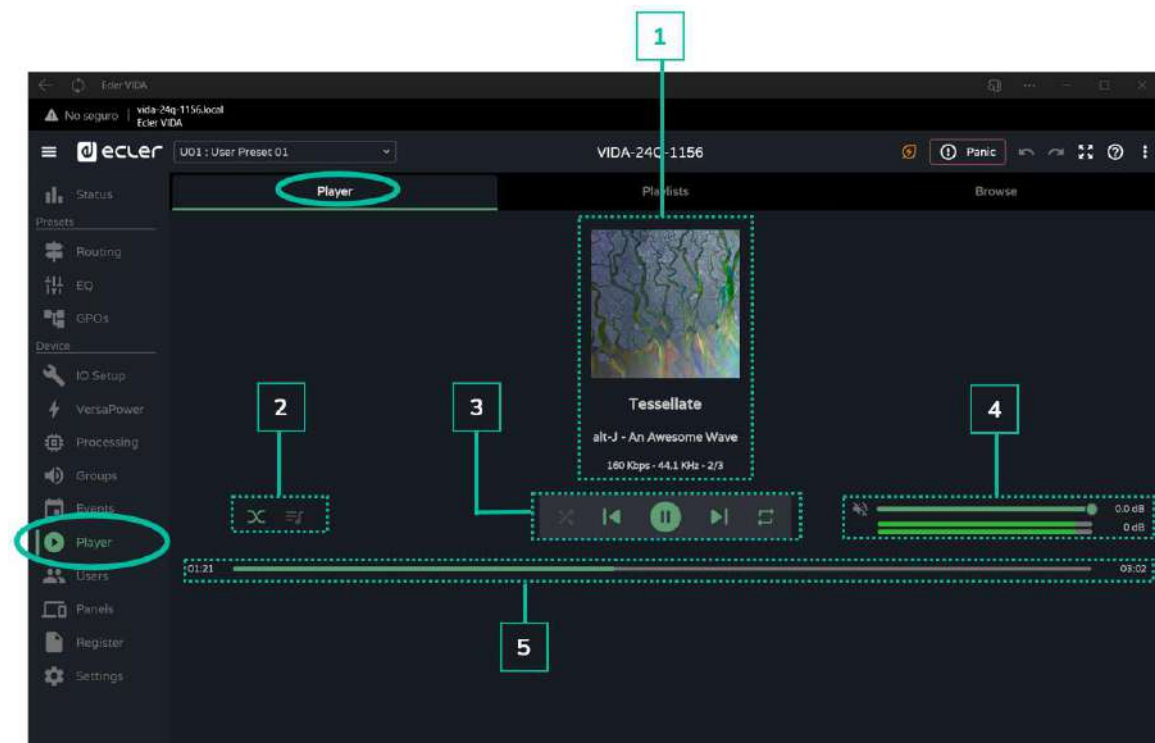 1
Ecler VIDA
No seguro
vida-24q-1156.local
Ecler VIDA
ecler
U01 : User Preset 01
VIDA-24Q-1156
Panic
Status
Player
Playlists
Browse
Presets
Routing
EQ
GPOs
Device
IO Setup
VersaPower
Processing
Groups
Events
Player
Users
Panels
Register
Settings
Tessellate
alt-J - An Awesome Wave
160 Kbps - 44.1 KHz - 2/3
2
3
4
0.0 dB
0 dB
01:21
03:02
5